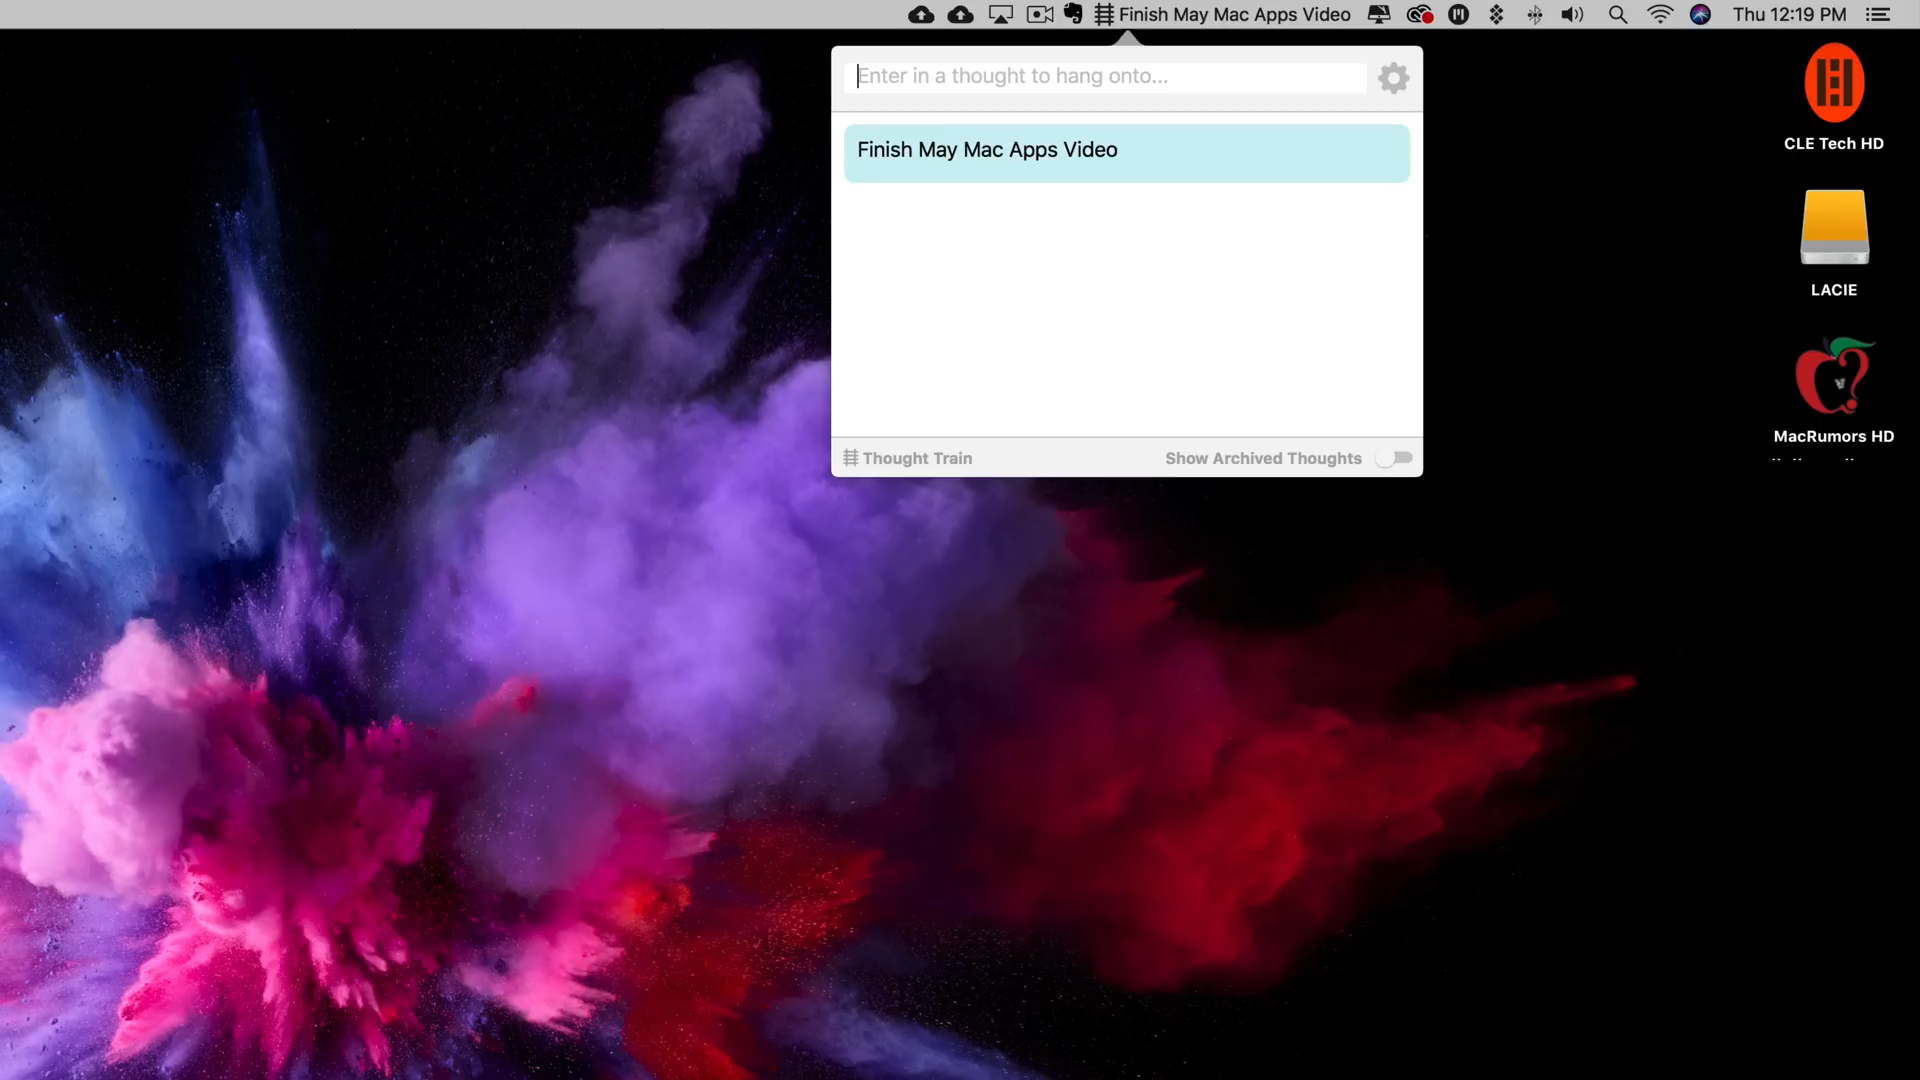 Finish May Mac Apps Video
Thu 12:19 PM
Enter in a thought to hang onto...
Finish May Mac Apps Video
Thought Train
Show Archived Thoughts
CLE Tech HD
LACIE
MacRumors HD